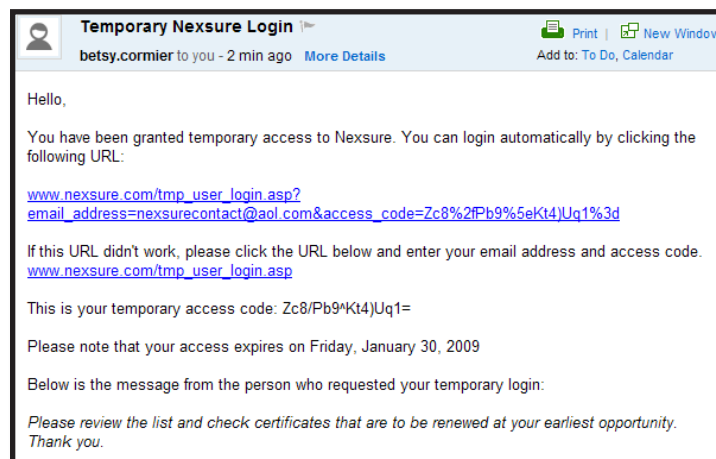 Temporary Nexsure Login
Print | New Window
betsy.cormier to you - 2 min ago More Details
Add to: To Do, Calendar
Hello,
You have been granted temporary access to Nexsure. You can login automatically by clicking the
following URL:
www.nexsure.com/tmp_user_login.asp?
email_address=nexsurecontact@aol.com&access_code=Zc8%2fPb9%5eKt4)Uq1%3d
If this URL didn't work, please click the URL below and enter your email address and access code.
www.nexsure.com/tmp_user_login.asp
This is your temporary access code: Zc8/Pb9^Kt4)Uq1=
Please note that your access expires on Friday, January 30, 2009
Below is the message from the person who requested your temporary login:
Please review the list and check certificates that are to be renewed at your earliest opportunity.
Thank you.